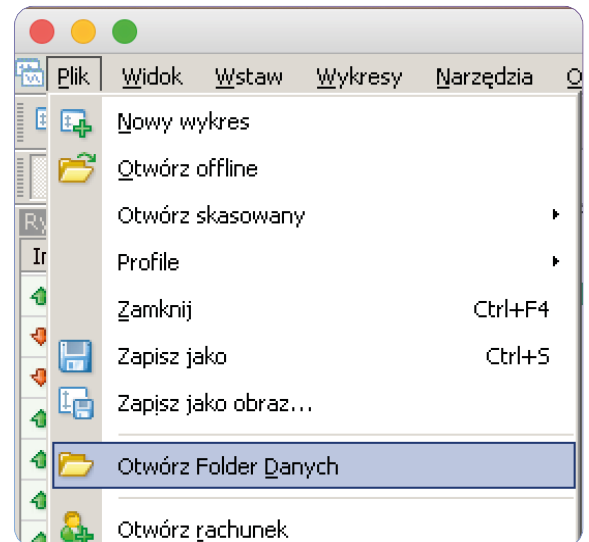 Plik Widok Wstaw Wykresy Narzędzia
Nowy wykres
Otwórz offline
Otwórz skasowany
Profile
Zamknij Ctrl+F4
Zapisz jako Ctrl+S
Zapisz jako obraz...
Otwórz Folder Danych
Otwórz rachunek